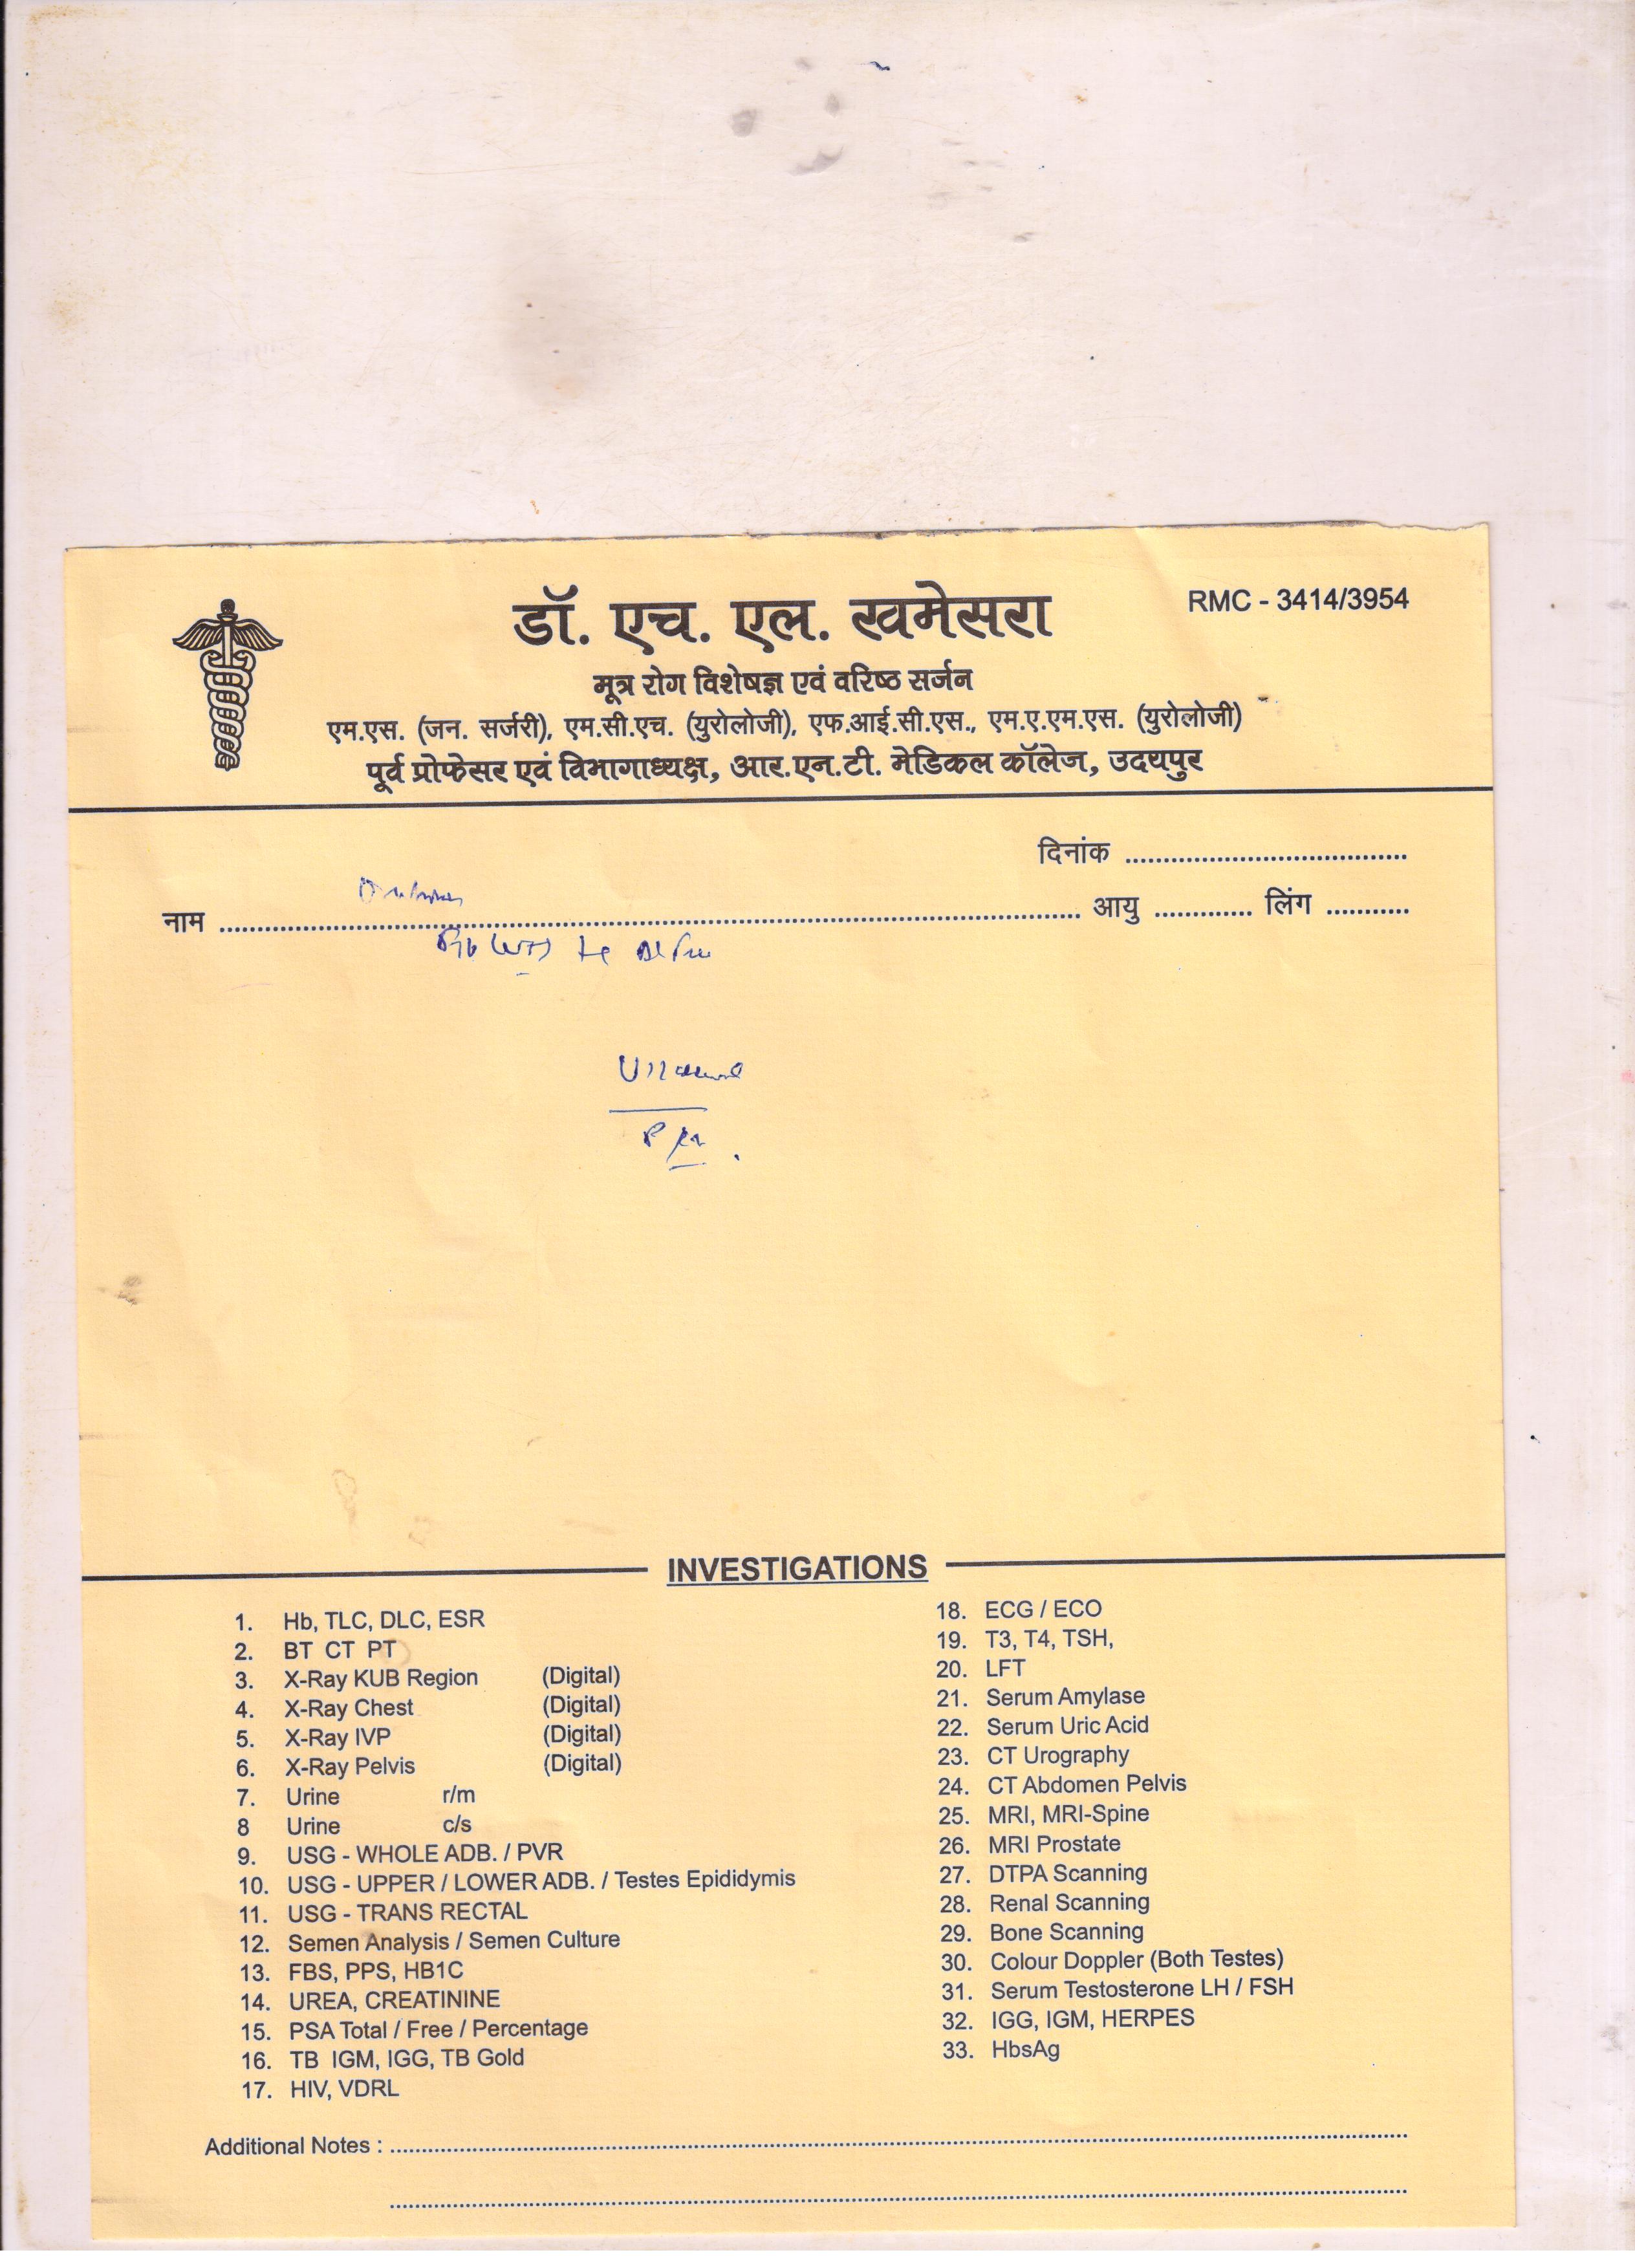 डॉ. एच. एल. खमेसरा
RMC - 3414/3954
मूत्र रोग विशेषज्ञ एवं वरिष्ठ सर्जन
एम.एस. (जन. सर्जरी), एम.सी.एच. (युरोलोजी), एफ.आई.सी.एस., एम.ए.एम.एस. (युरोलोजी)
पूर्व प्रोफेसर एवं विभागाध्यक्ष, आर.एन.टी. मेडिकल कॉलेज, उदयपुर
दिनांक
नाम आयु लिंग
INVESTIGATIONS
1. Hb, TLC, DLC, ESR
2. BT CT PT
3. X-Ray KUB Region (Digital)
4. X-Ray Chest (Digital)
5. X-Ray IVP (Digital)
6. X-Ray Pelvis (Digital)
7. Urine r/m
8 Urine c/s
9. USG - WHOLE ADB. / PVR
10. USG - UPPER / LOWER ADB. / Testes Epididymis
11. USG - TRANS RECTAL
12. Semen Analysis / Semen Culture
13. FBS, PPS, HB1C
14. UREA, CREATININE
15. PSA Total / Free / Percentage
16. TB IGM, IGG, TB Gold
17. HIV, VDRL
18. ECG / ECO
19. T3, T4, TSH,
20. LFT
21. Serum Amylase
22. Serum Uric Acid
23. CT Urography
24. CT Abdomen Pelvis
25. MRI, MRI-Spine
26. MRI Prostate
27. DTPA Scanning
28. Renal Scanning
29. Bone Scanning
30. Colour Doppler (Both Testes)
31. Serum Testosterone LH / FSH
32. IGG, IGM, HERPES
33. HbsAg
Additional Notes :